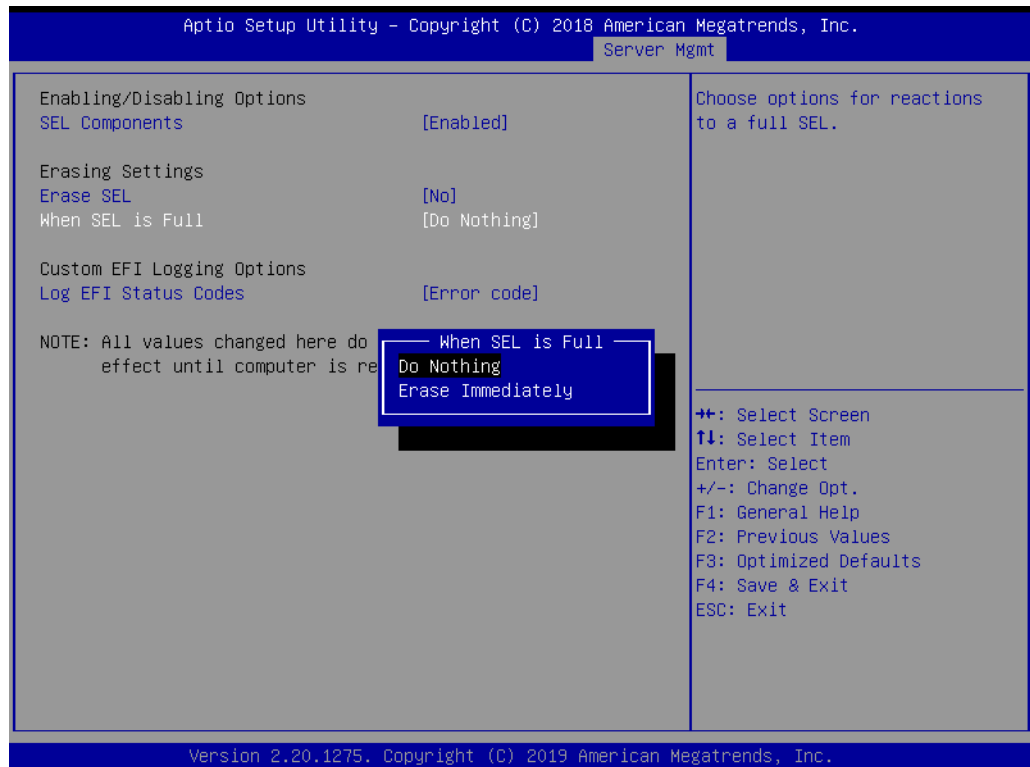 Aptio Setup Utility – Copyright (C) 2018 American Megatrends, Inc.
Server Mgmt
Enabling/Disabling Options
SEL Components [Enabled]
Erasing Settings
Erase SEL [No]
When SEL is Full [Do Nothing]
Custom EFI Logging Options
Log EFI Status Codes [Error code]
NOTE: All values changed here do
effect until computer is re
When SEL is Full
Do Nothing
Erase Immediately
Choose options for reactions
to a full SEL.
→←: Select Screen
↑↓: Select Item
Enter: Select
+/-: Change Opt.
F1: General Help
F2: Previous Values
F3: Optimized Defaults
F4: Save & Exit
ESC: Exit
Version 2.20.1275. Copyright (C) 2019 American Megatrends, Inc.